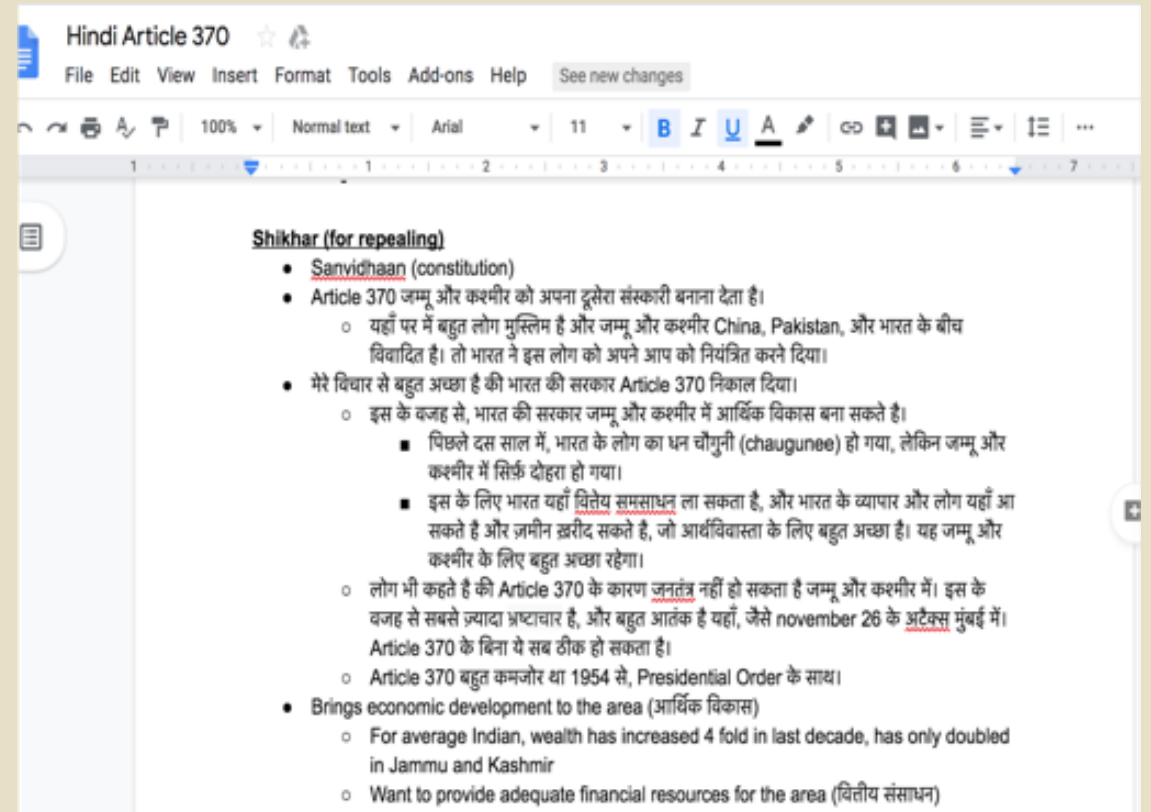 Hindi Article 370
File Edit View Insert Format Tools Add-ons Help See new changes
100% Normal text Arial 11 B I U A
1 1 2 3 4 5 6 7
Shikhar (for repealing)
● Sanvidhaan (constitution)
● Article 370 जम्मू और कश्मीर को अपना दूसेरा संस्कारी बनाना देता है।
○ यहाँ पर में बहुत लोग मुस्लिम है और जम्मू और कश्मीर China, Pakistan, और भारत के बीच
विवादित है। तो भारत ने इस लोग को अपने आप को नियंत्रित करने दिया।
● मेरे विचार से बहुत अच्छा है की भारत की सरकार Article 370 निकाल दिया।
○ इस के वजह से, भारत की सरकार जम्मू और कश्मीर में आर्थिक विकास बना सकते है।
■ पिछले दस साल में, भारत के लोग का धन चौगुनी (chaugunee) हो गया, लेकिन जम्मू और
कश्मीर में सिर्फ़ दोहरा हो गया।
■ इस के लिए भारत यहाँ वित्तेय समसाधन ला सकता है, और भारत के व्यापार और लोग यहाँ आ
सकते है और ज़मीन ख़रीद सकते है, जो आर्थविवास्ता के लिए बहुत अच्छा है। यह जम्मू और
कश्मीर के लिए बहुत अच्छा रहेगा।
○ लोग भी कहते है की Article 370 के कारण जनतंत्र नहीं हो सकता है जम्मू और कश्मीर में। इस के
वजह से सबसे ज़्यादा भ्रष्टाचार है, और बहुत आतंक है यहाँ, जैसे november 26 के अटैक्स मुंबई में।
Article 370 के बिना ये सब ठीक हो सकता है।
○ Article 370 बहुत कमजोर था 1954 से, Presidential Order के साथ।
● Brings economic development to the area (आर्थिक विकास)
○ For average Indian, wealth has increased 4 fold in last decade, has only doubled
in Jammu and Kashmir
○ Want to provide adequate financial resources for the area (वित्तीय संसाधन)